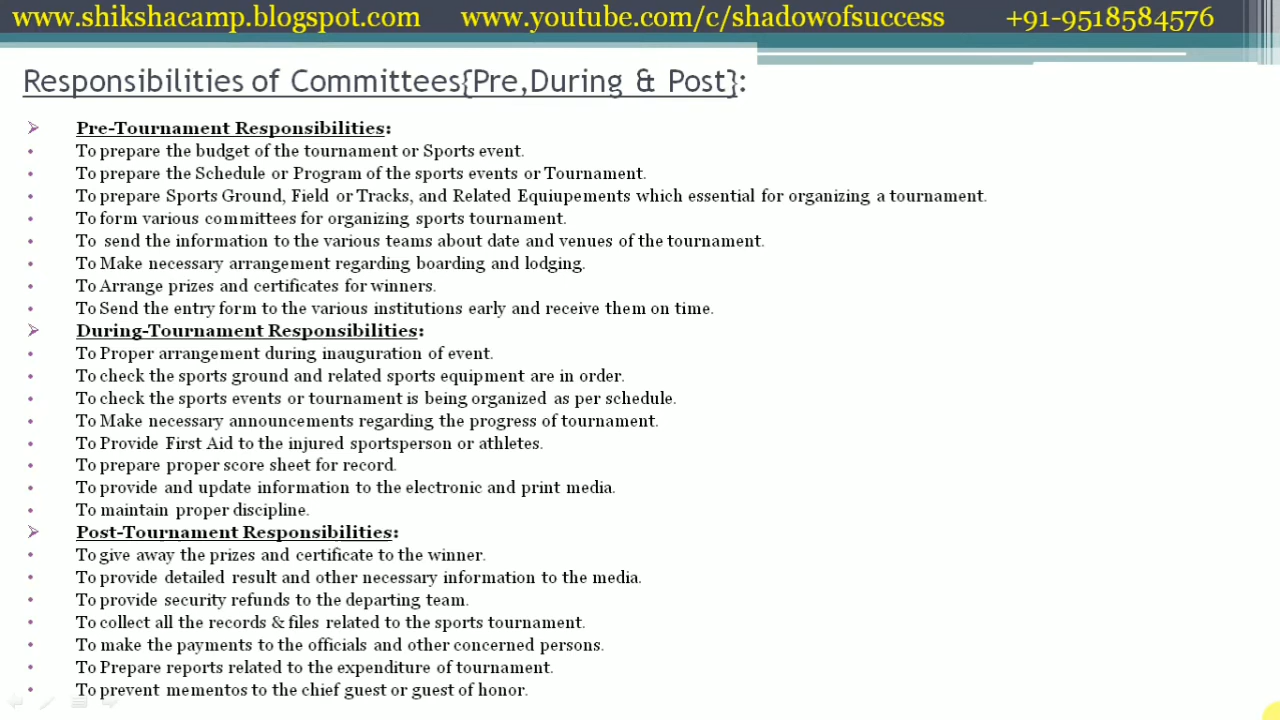 www.shikshacamp.blogspot.com www.youtube.com/c/shadowofsuccess +91-9518584576
Responsibilities of Committees{Pre,During & Post}:
Pre-Tournament Responsibilities:
To prepare the budget of the tournament or Sports event.
To prepare the Schedule or Program of the sports events or Tournament.
To prepare Sports Ground, Field or Tracks, and Related Equiupements which essential for organizing a tournament.
To form various committees for organizing sports tournament.
To send the information to the various teams about date and venues of the tournament.
To Make necessary arrangement regarding boarding and lodging.
To Arrange prizes and certificates for winners.
To Send the entry form to the various institutions early and receive them on time.
During-Tournament Responsibilities:
To Proper arrangement during inauguration of event.
To check the sports ground and related sports equipment are in order.
To check the sports events or tournament is being organized as per schedule.
To Make necessary announcements regarding the progress of tournament.
To Provide First Aid to the injured sportsperson or athletes.
To prepare proper score sheet for record.
To provide and update information to the electronic and print media.
To maintain proper discipline.
Post-Tournament Responsibilities:
To give away the prizes and certificate to the winner.
To provide detailed result and other necessary information to the media.
To provide security refunds to the departing team.
To collect all the records & files related to the sports tournament.
To make the payments to the officials and other concerned persons.
To Prepare reports related to the expenditure of tournament.
To prevent mementos to the chief guest or guest of honor.